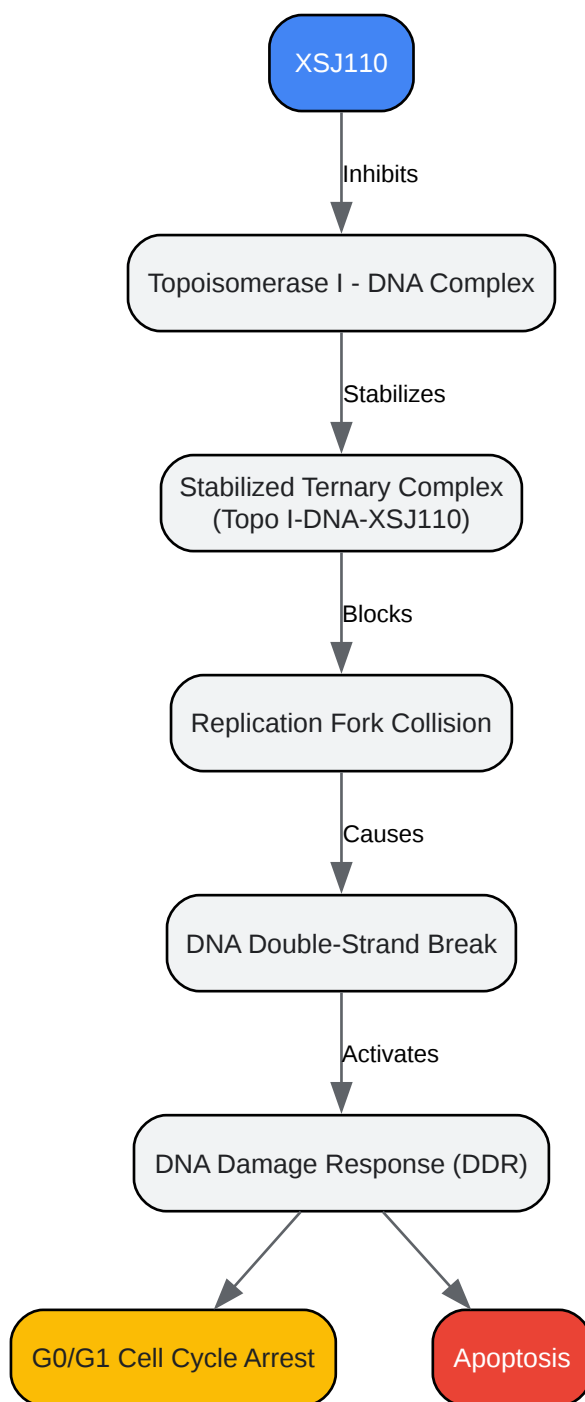 XSJ110
Inhibits
Topoisomerase I - DNA Complex
Stabilizes
Stabilized Ternary Complex
(Topo I-DNA-XSJ110)
Blocks
Replication Fork Collision
Causes
DNA Double-Strand Break
Activates
DNA Damage Response (DDR)
G0/G1 Cell Cycle Arrest
Apoptosis